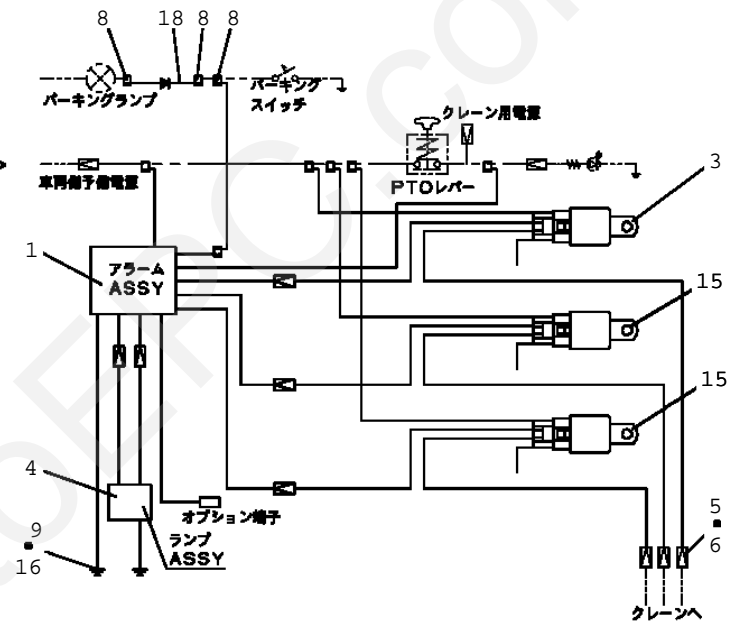 8
18
8
8
パーキングランプ
パーキング
スイッチ
クレーン用電源
車両側予備電源
PTOレバー
3
1
アラーム
ASSY
15
15
4
オプション端子
ランプ
ASSY
9
16
5
6
クレーンへ